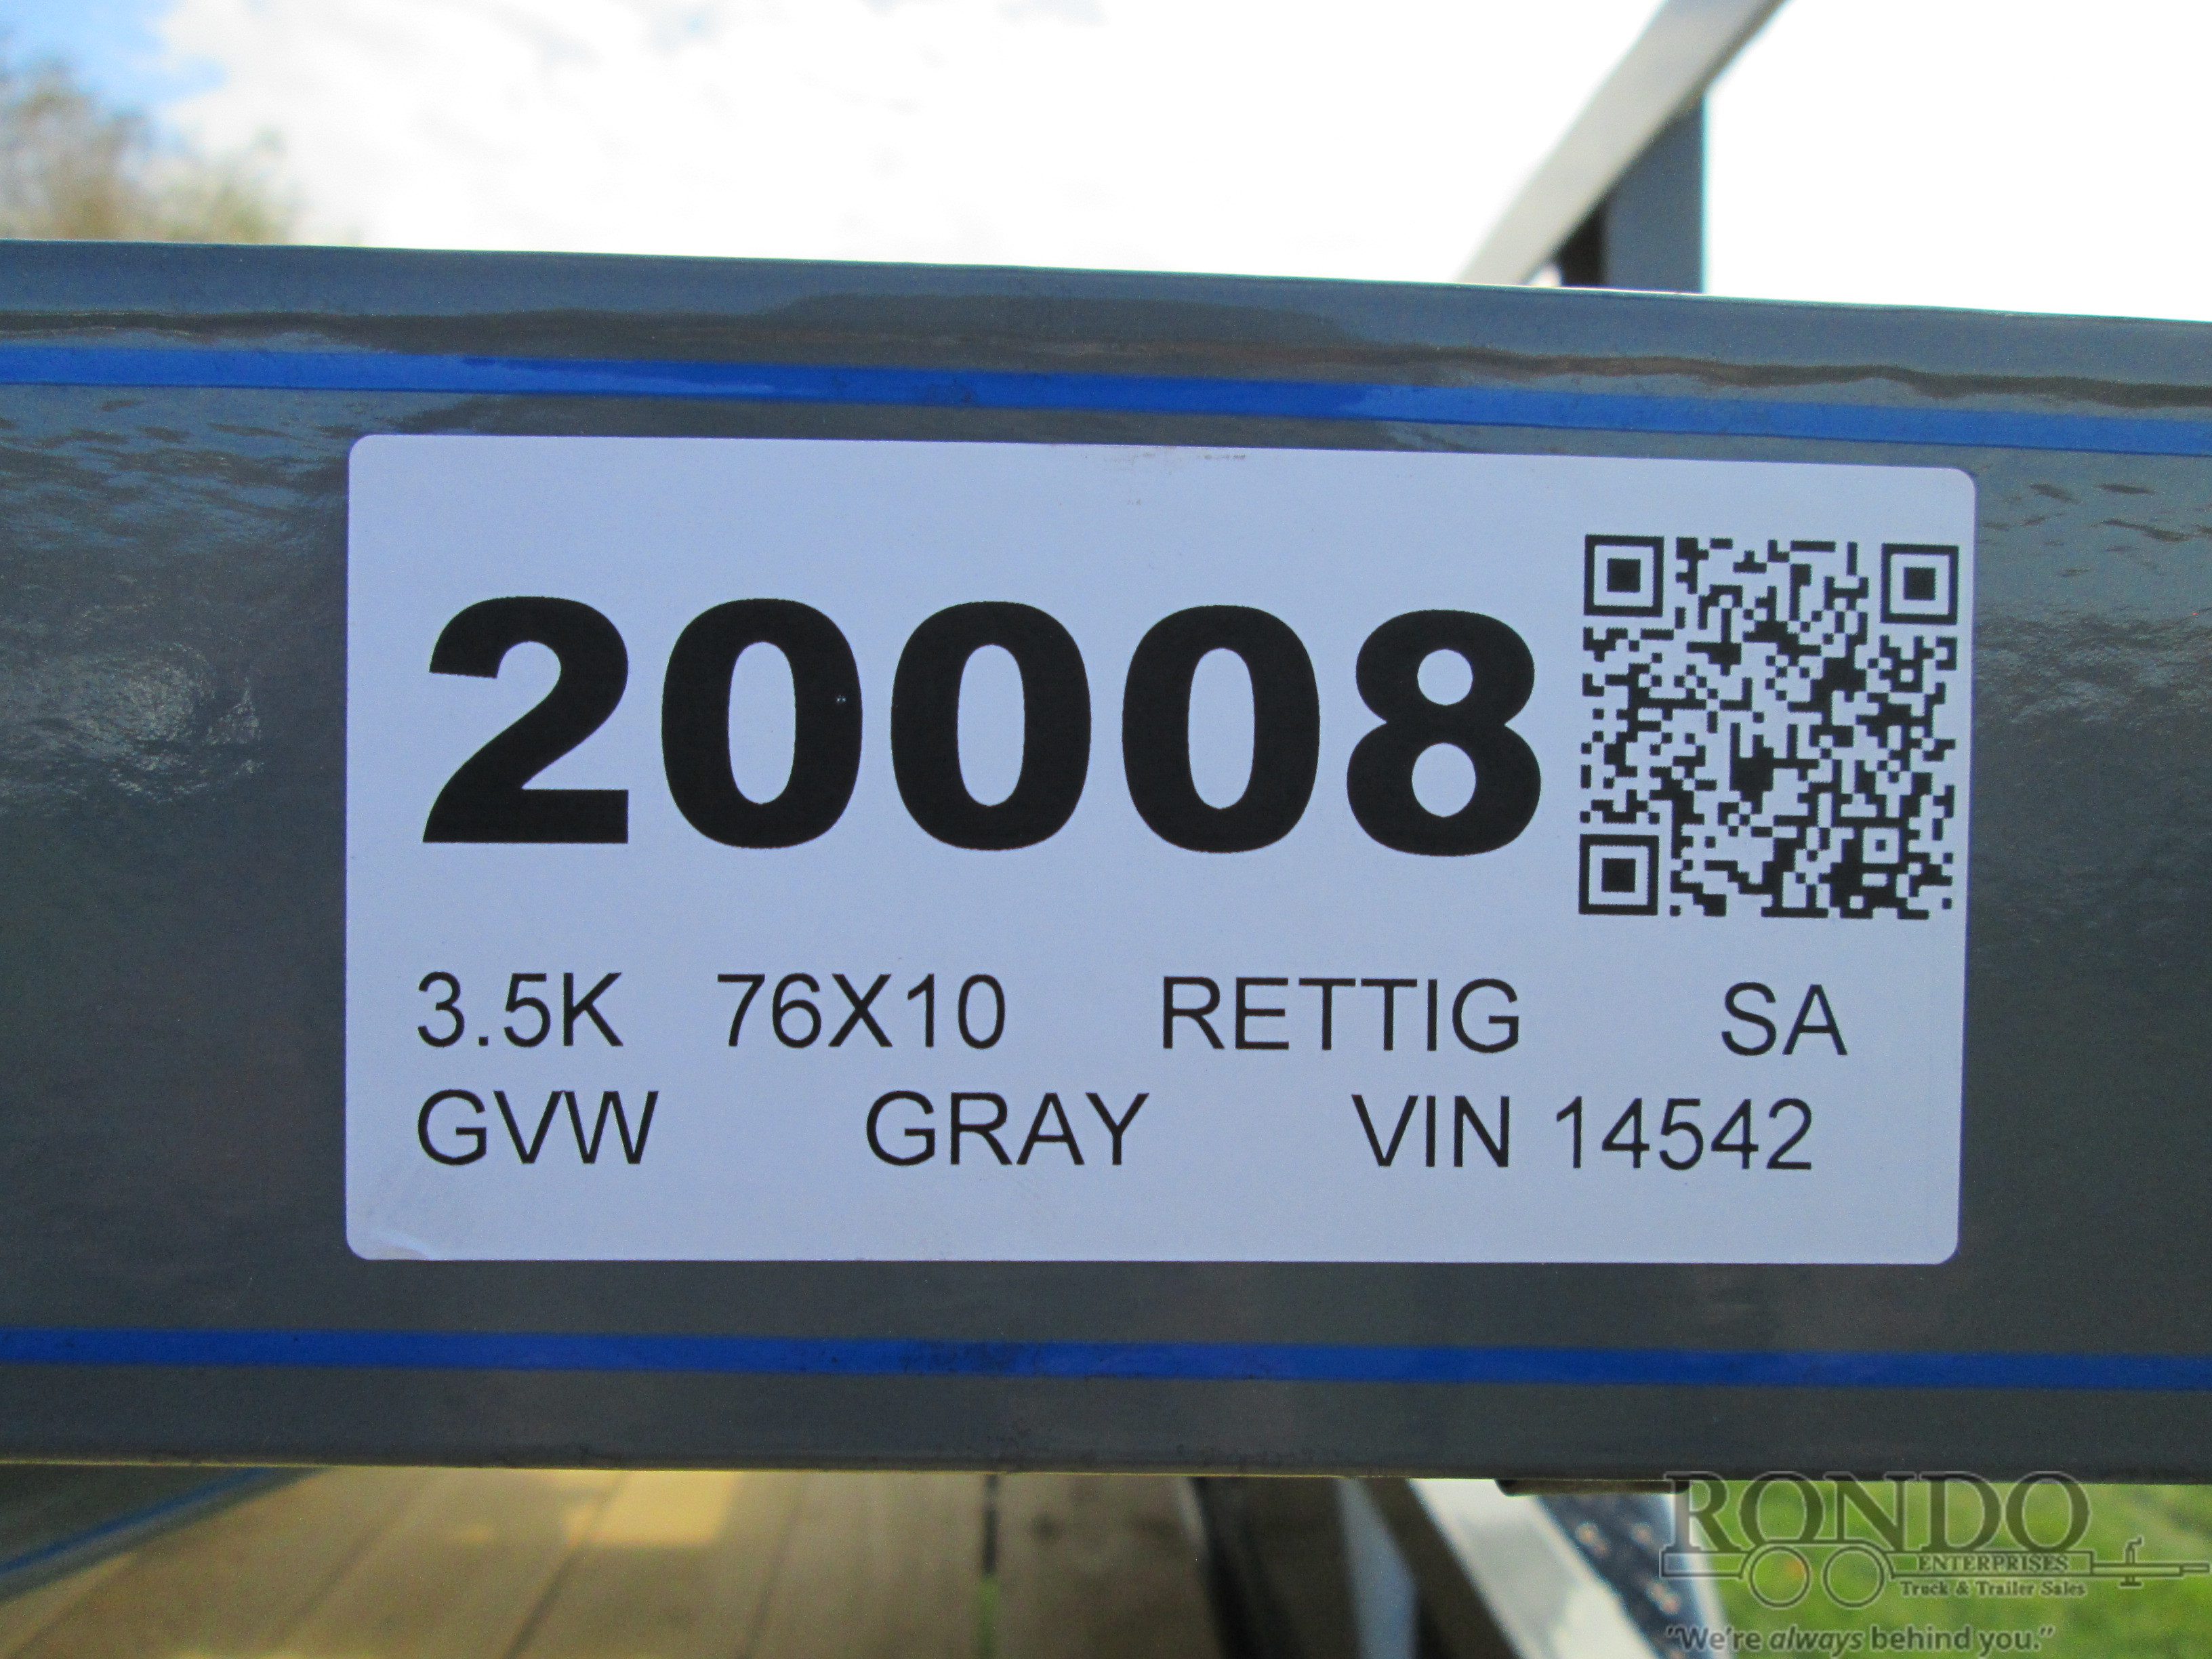 20008
3.5K 76X10 RETTIG SA
GVW GRAY VIN 14542
RONDO
ENTERPRISES
Truck & Trailer Sales
"We're always behind you."